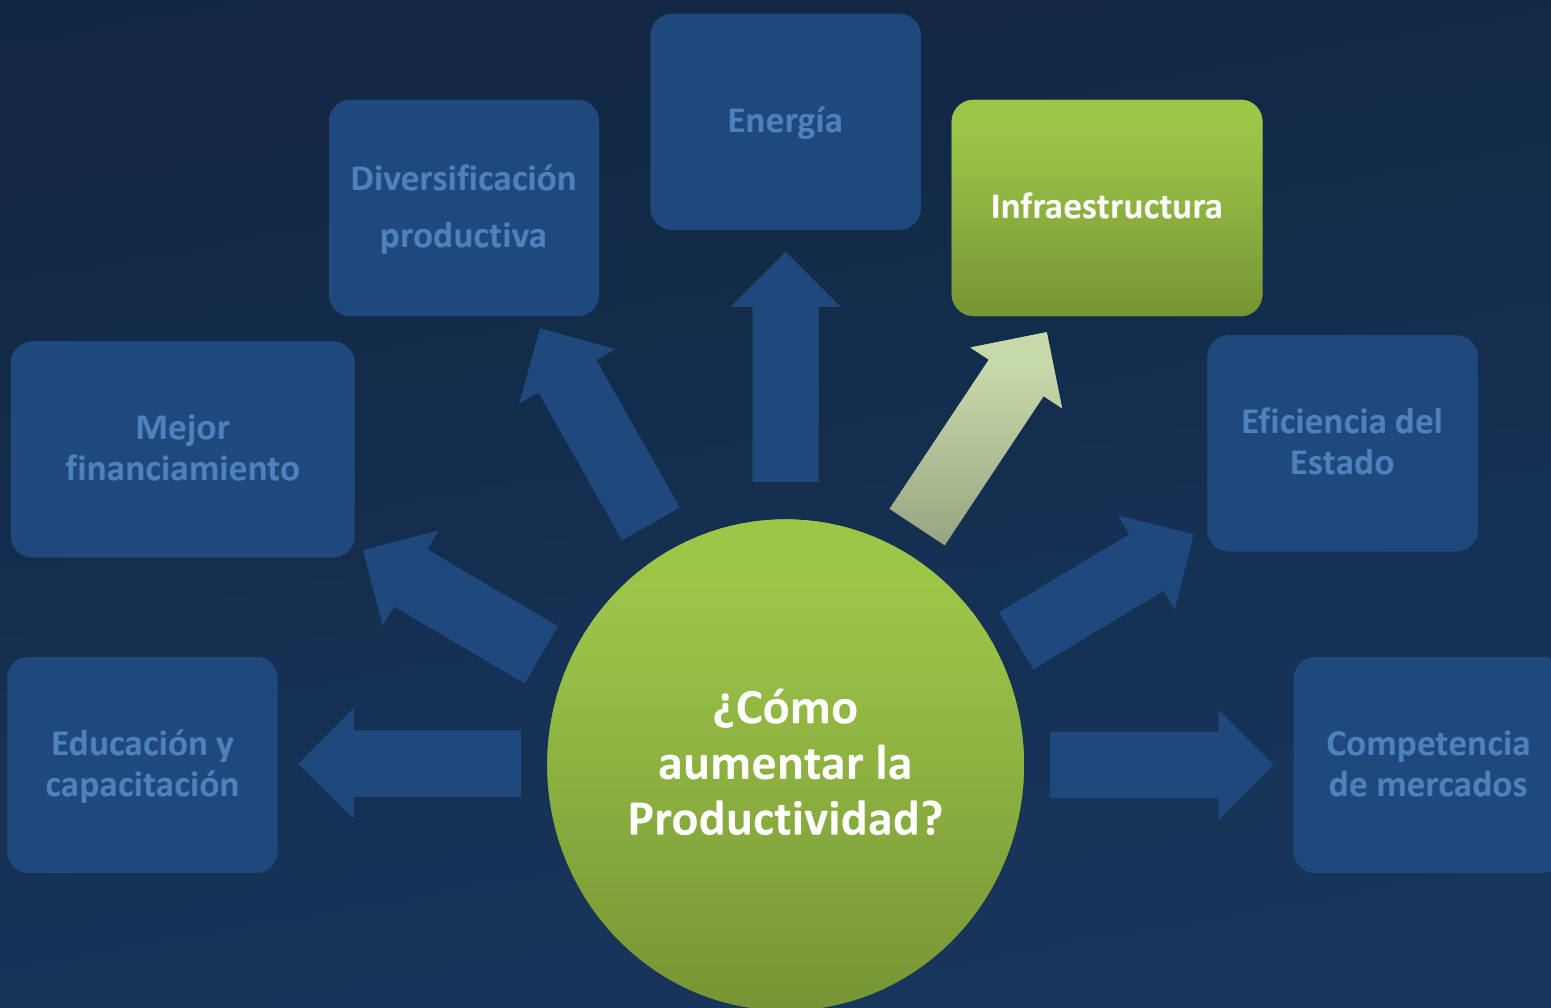 Energía
Diversificación
productiva
Infraestructura
Mejor
financiamiento
Eficiencia del
Estado
¿Cómo
aumentar la
Productividad?
Educación y
capacitación
Competencia
de mercados